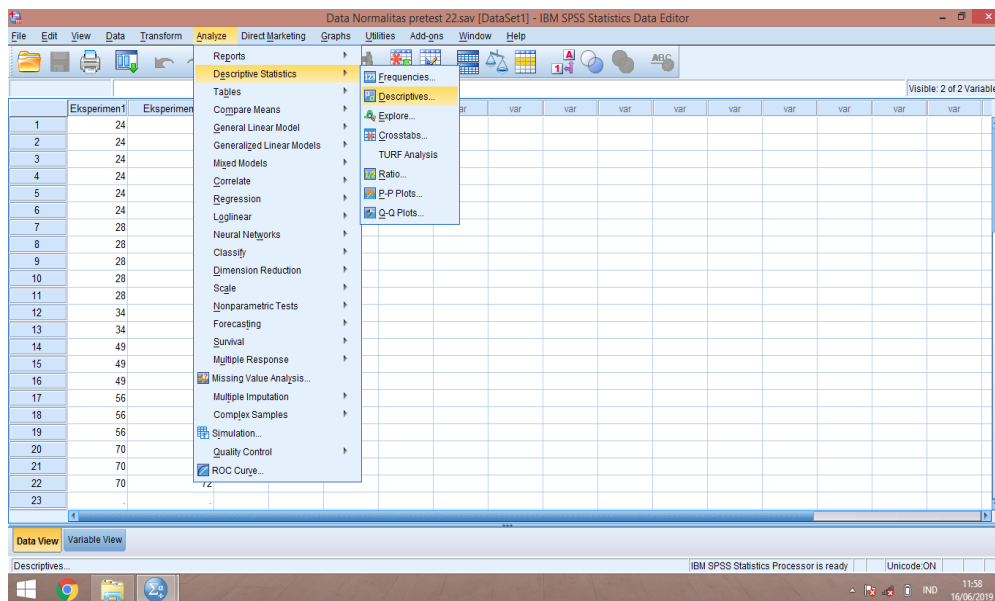 Data Normalitas pretest 22.sav [DataSet1] - IBM SPSS Statistics Data Editor
File Edit View Data Transform Analyze Direct Marketing Graphs Utilities Add-ons Window Help
Visible: 2 of 2 Variable
Eksperimen1 Eksperimen var var var var var var var var var
1 24
2 24
3 24
4 24
5 24
6 24
7 28
8 28
9 28
10 28
11 28
12 34
13 34
14 49
15 49
16 49
17 56
18 56
19 56
20 70
21 70
22 70 72
23 . .
Reports
Descriptive Statistics
Tables
Compare Means
General Linear Model
Generalized Linear Models
Mixed Models
Correlate
Regression
Loglinear
Neural Networks
Classify
Dimension Reduction
Scale
Nonparametric Tests
Forecasting
Survival
Multiple Response
Missing Value Analysis...
Multiple Imputation
Complex Samples
Simulation...
Quality Control
ROC Curve...
Frequencies...
Descriptives...
Explore...
Crosstabs...
TURF Analysis
Ratio...
P-P Plots...
Q-Q Plots...
Data View Variable View
Descriptives... IBM SPSS Statistics Processor is ready Unicode:ON
IND 11:58
16/06/2019